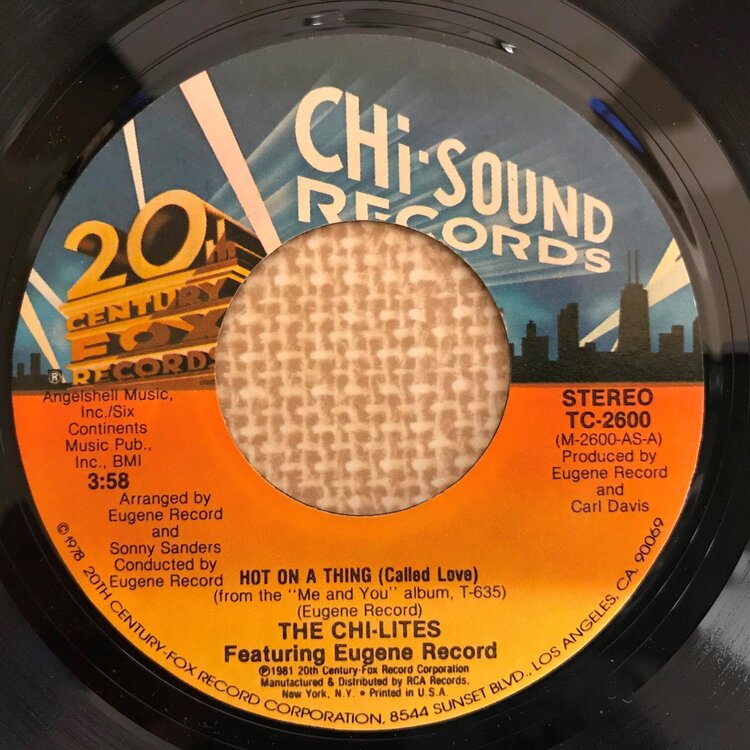 CHi-SOUND
RECORDS
20th
CENTURY
FOX
RECORDS
®
Angelshell Music,
Inc./Six
Continents
Music Pub.,
Inc., BMI
3:58
Arranged by
Eugene Record
and
Sonny Sanders
Conducted by
Eugene Record
STEREO
TC-2600
(M-2600-AS-A)
Produced by
Eugene Record
and
Carl Davis
HOT ON A THING (Called Love)
(from the "Me and You" album, T-635)
(Eugene Record)
THE CHI-LITES
Featuring Eugene Record
℗1981 20th Century-Fox Record Corporation
Manufactured & Distributed by RCA Records.
New York, N.Y. • Printed in U.S.A.
©1978 20TH CENTURY-FOX RECORD CORPORATION, 8544 SUNSET BLVD., LOS ANGELES, CA. 90069